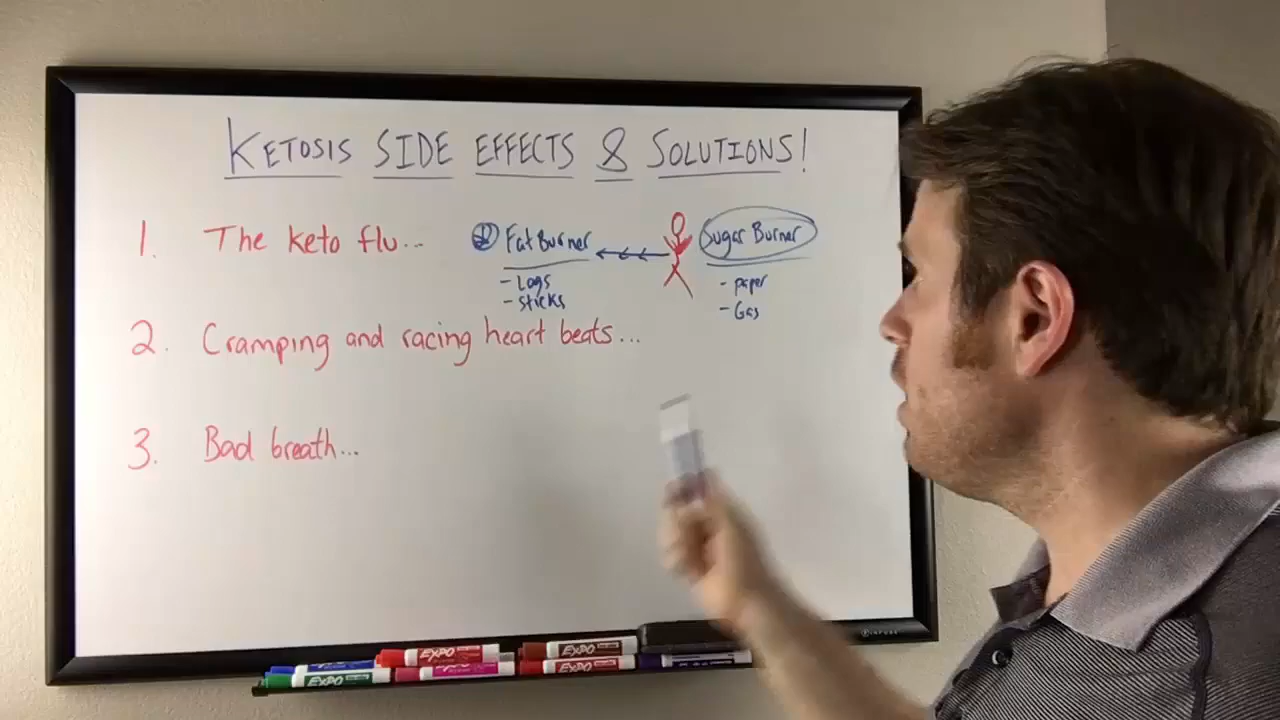 KETOSIS SIDE EFFECTS & SOLUTIONS!
1. The keto flu...
Fat Burner
- Logs
- sticks
Sugar Burner
- paper
- Gas
2. Cramping and racing heart beats...
3. Bad breath...
EXPO
EXPO
EXPO
EXPO